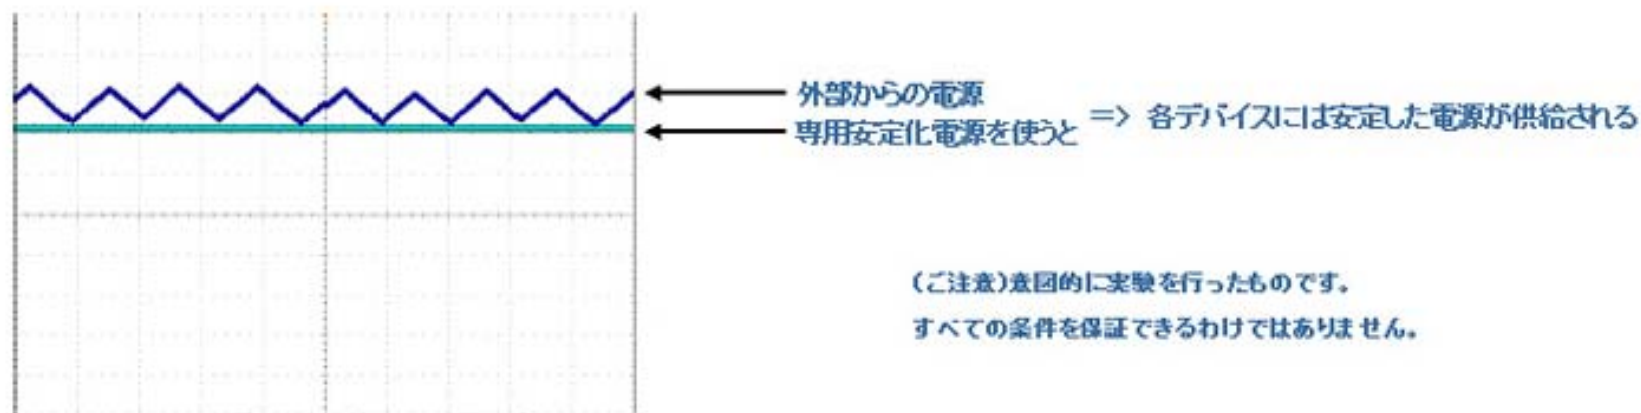 外部からの電源
専用安定化電源を使うと
=> 各デバイスには安定した電源が供給される
(ご注意)意図的に実験を行ったものです。
すべての条件を保証できるわけではありません。